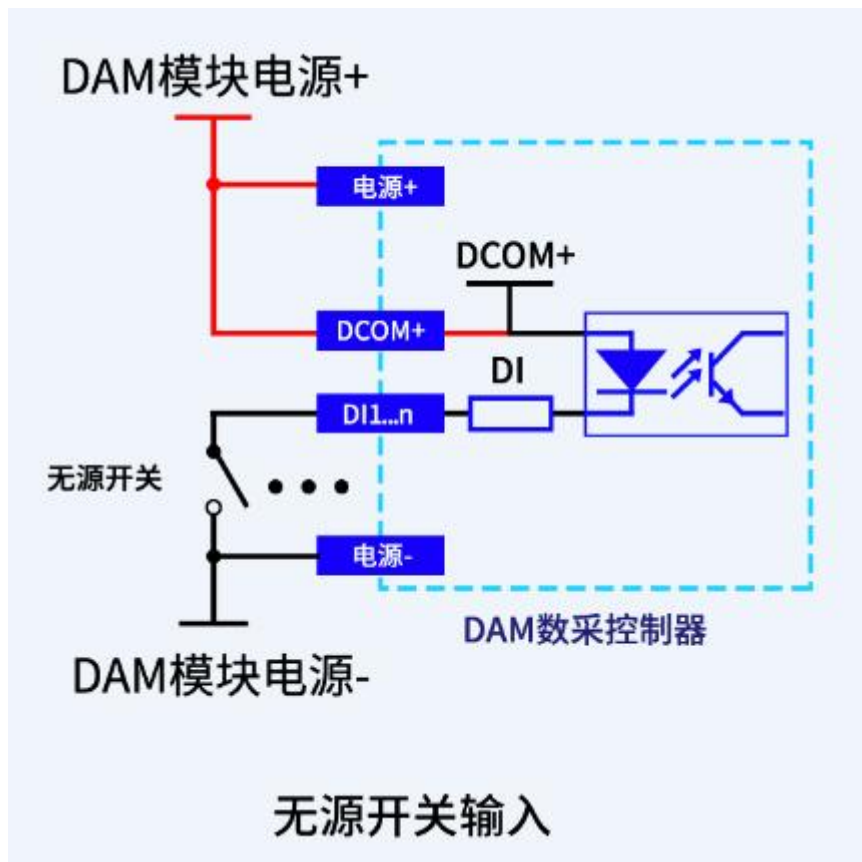 DAM模块电源+
电源+
DCOM+
DCOM+
DI
DI1...n
无源开关
电源-
DAM数采控制器
DAM模块电源-
无源开关输入